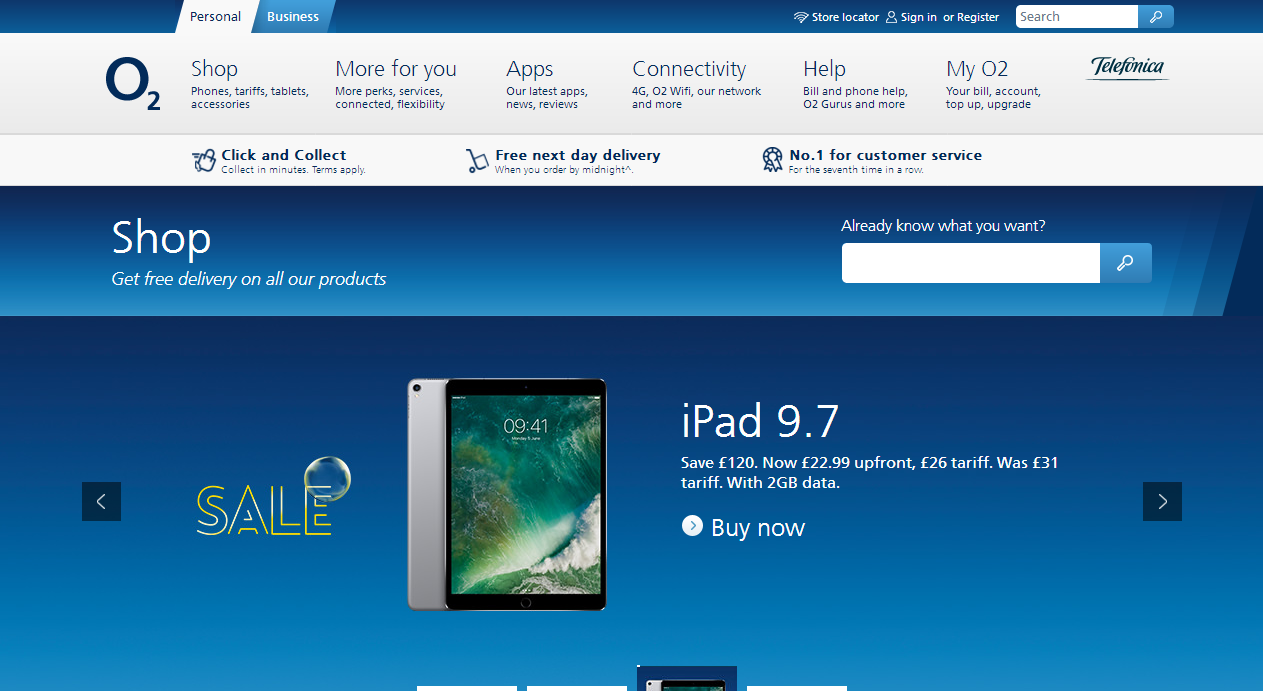 Personal
Business
Store locator
Sign in or Register
Search
O2
Shop
Phones, tariffs, tablets,
accessories
More for you
More perks, services,
connected, flexibility
Apps
Our latest apps,
news, reviews
Connectivity
4G, O2 Wifi, our network
and more
Help
Bill and phone help,
O2 Gurus and more
My O2
Your bill, account,
top up, upgrade
Telefónica
Click and Collect
Collect in minutes. Terms apply.
Free next day delivery
When you order by midnight^.
No.1 for customer service
For the seventh time in a row.
Shop
Get free delivery on all our products
Already know what you want?
SALE
09:41
Monday 5 June
iPad 9.7
Save £120. Now £22.99 upfront, £26 tariff. Was £31
tariff. With 2GB data.
Buy now